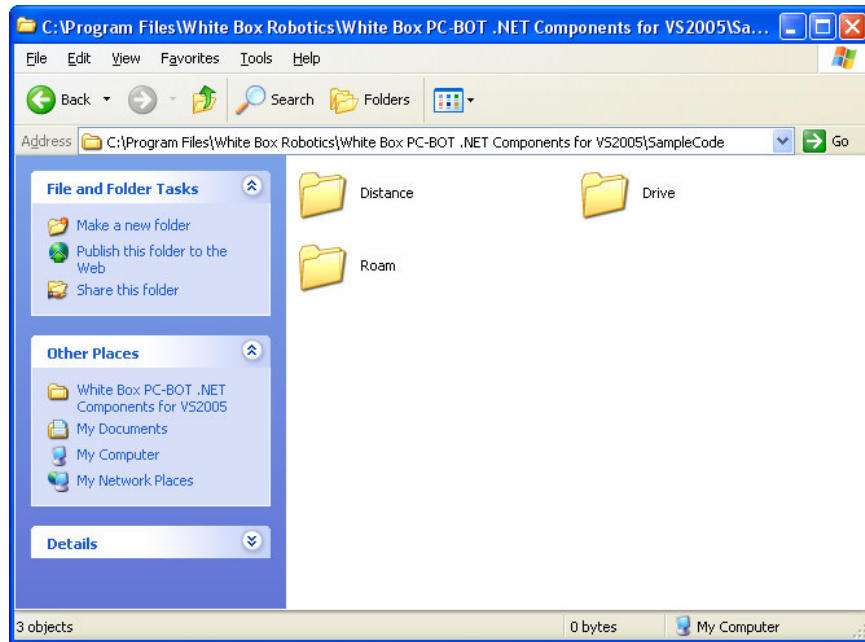 C:\Program Files\White Box Robotics\White Box PC-BOT .NET Components for VS2005\Sa...
File Edit View Favorites Tools Help
Back Search Folders
Address C:\Program Files\White Box Robotics\White Box PC-BOT .NET Components for VS2005\SampleCode Go
File and Folder Tasks
Make a new folder
Publish this folder to the
Web
Share this folder
Other Places
White Box PC-BOT .NET
Components for VS2005
My Documents
My Computer
My Network Places
Details
Distance
Drive
Roam
3 objects
0 bytes
My Computer